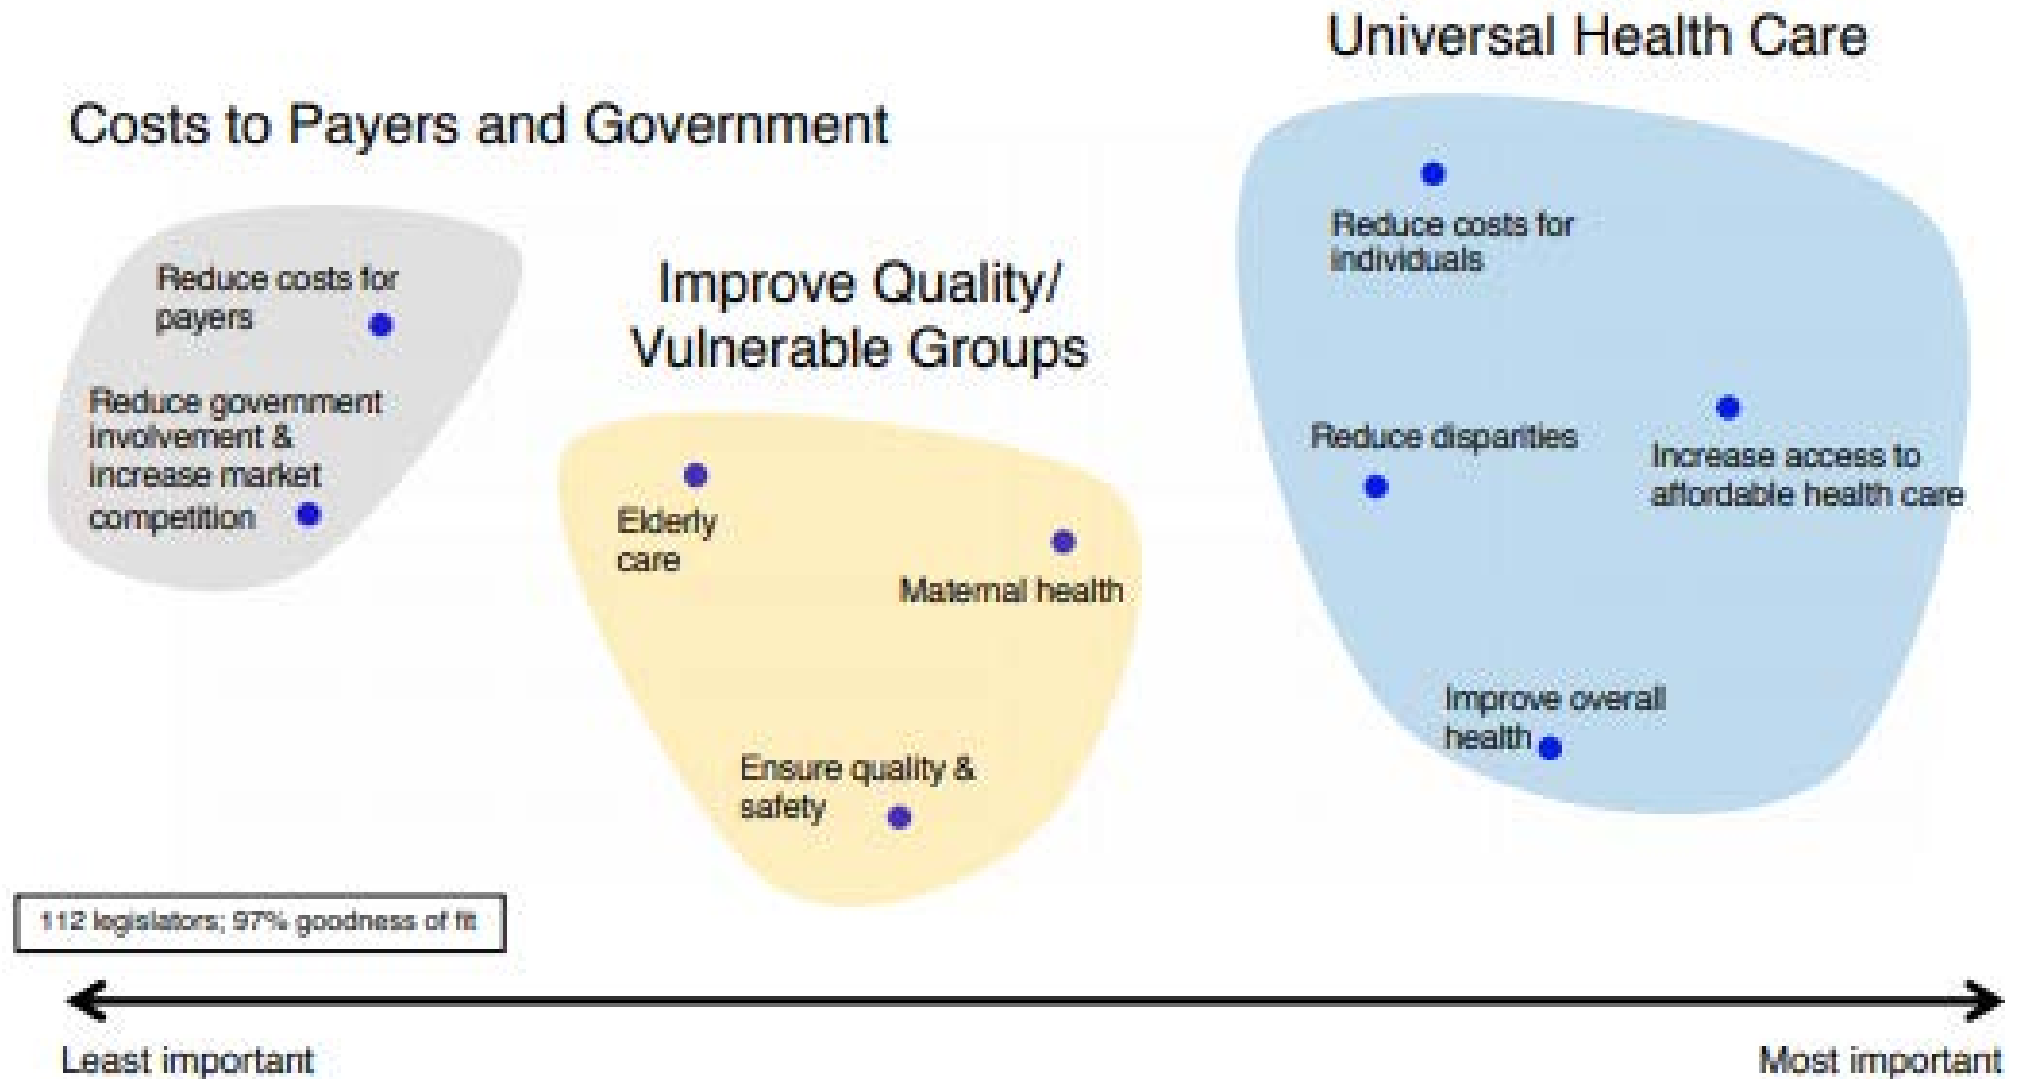 Universal Health Care
Costs to Payers and Government
Reduce costs for
payers
Reduce government
involvement &
increase market
competition
Improve Quality/
Vulnerable Groups
Elderly
care
Maternal health
Ensure quality &
safety
Reduce costs for
individuals
Reduce disparities
Increase access to
affordable health care
Improve overall
health
112 legislators; 97% goodness of fit
Least important
Most important